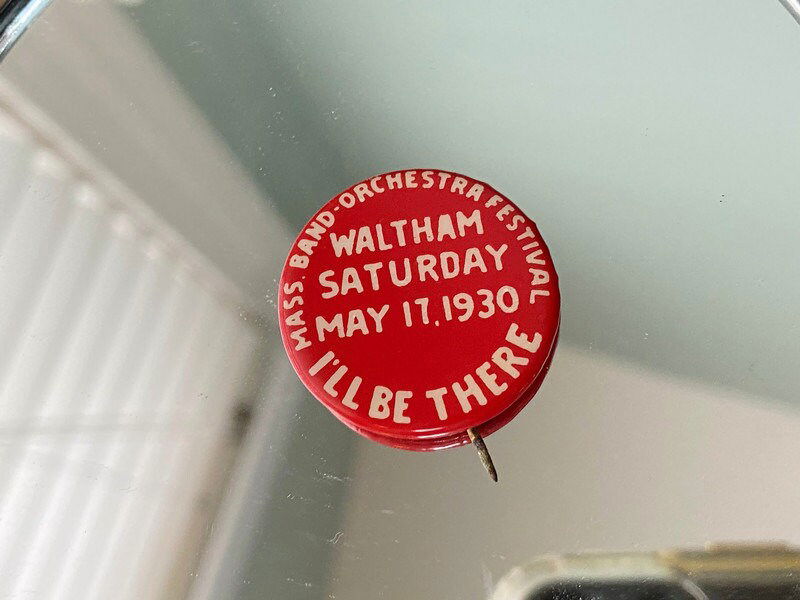 MASS. BAND-ORCHESTRA FESTIVAL
WALTHAM
SATURDAY
MAY 17, 1930
I'LL BE THERE